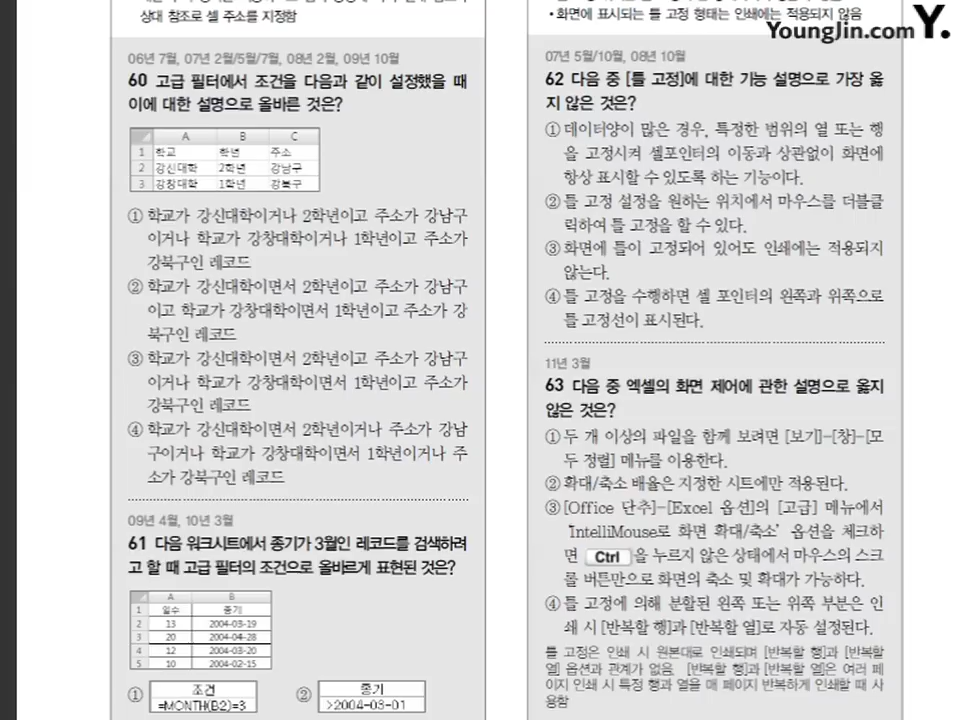 상대 참조로 셀 주소를 지정함
06년 7월, 07년 2월/5월/7월, 08년 2월, 09년 10월
60 고급 필터에서 조건을 다음과 같이 설정했을 때
이에 대한 설명으로 올바른 것은?
A B C
1 학교 학년 주소
2 강신대학 2학년 강남구
3 강창대학 1학년 강북구
① 학교가 강신대학이거나 2학년이고 주소가 강남구
이거나 학교가 강창대학이거나 1학년이고 주소가
강북구인 레코드
② 학교가 강신대학이면서 2학년이고 주소가 강남구
이고 학교가 강창대학이면서 1학년이고 주소가 강
북구인 레코드
③ 학교가 강신대학이면서 2학년이고 주소가 강남구
이거나 학교가 강창대학이면서 1학년이고 주소가
강북구인 레코드
④ 학교가 강신대학이면서 2학년이거나 주소가 강남
구이거나 학교가 강창대학이면서 1학년이거나 주
소가 강북구인 레코드
09년 4월, 10년 3월
61 다음 워크시트에서 종기가 3월인 레코드를 검색하려
고 할 때 고급 필터의 조건으로 올바르게 표현된 것은?
A B
1 일수 종기
2 13 2004-03-19
3 20 2004-04-28
4 12 2004-03-20
5 10 2004-02-15
① 조건
=MONTH(B2)=3
② 종기
>2004-03-01
• 화면에 표시되는 틀 고정 형태는 인쇄에는 적용되지 않음
YoungJin.com Y.
07년 5월/10월, 08년 10월
62 다음 중 [틀 고정]에 대한 기능 설명으로 가장 옳
지 않은 것은?
① 데이터양이 많은 경우, 특정한 범위의 열 또는 행
을 고정시켜 셀포인터의 이동과 상관없이 화면에
항상 표시할 수 있도록 하는 기능이다.
② 틀 고정 설정을 원하는 위치에서 마우스를 더블클
릭하여 틀 고정을 할 수 있다.
③ 화면에 틀이 고정되어 있어도 인쇄에는 적용되지
않는다.
④ 틀 고정을 수행하면 셀 포인터의 왼쪽과 위쪽으로
틀 고정선이 표시된다.
11년 3월
63 다음 중 엑셀의 화면 제어에 관한 설명으로 옳지
않은 것은?
① 두 개 이상의 파일을 함께 보려면 [보기]-[창]-[모
두 정렬] 메뉴를 이용한다.
② 확대/축소 배율은 지정한 시트에만 적용된다.
③ [Office 단추]-[Excel 옵션]의 [고급] 메뉴에서
'IntelliMouse로 화면 확대/축소' 옵션을 체크하
면 Ctrl 을 누르지 않은 상태에서 마우스의 스크
롤 버튼만으로 화면의 축소 및 확대가 가능하다.
④ 틀 고정에 의해 분할된 왼쪽 또는 위쪽 부분은 인
쇄 시 [반복할 행]과 [반복할 열]로 자동 설정된다.
틀 고정은 인쇄 시 원본대로 인쇄되며 [반복할 행]과 [반복할
열] 옵션과 관계가 없음. [반복할 행]과 [반복할 열]은 여러 페
이지 인쇄 시 특정 행과 열을 매 페이지 반복하게 인쇄할 때 사
용함